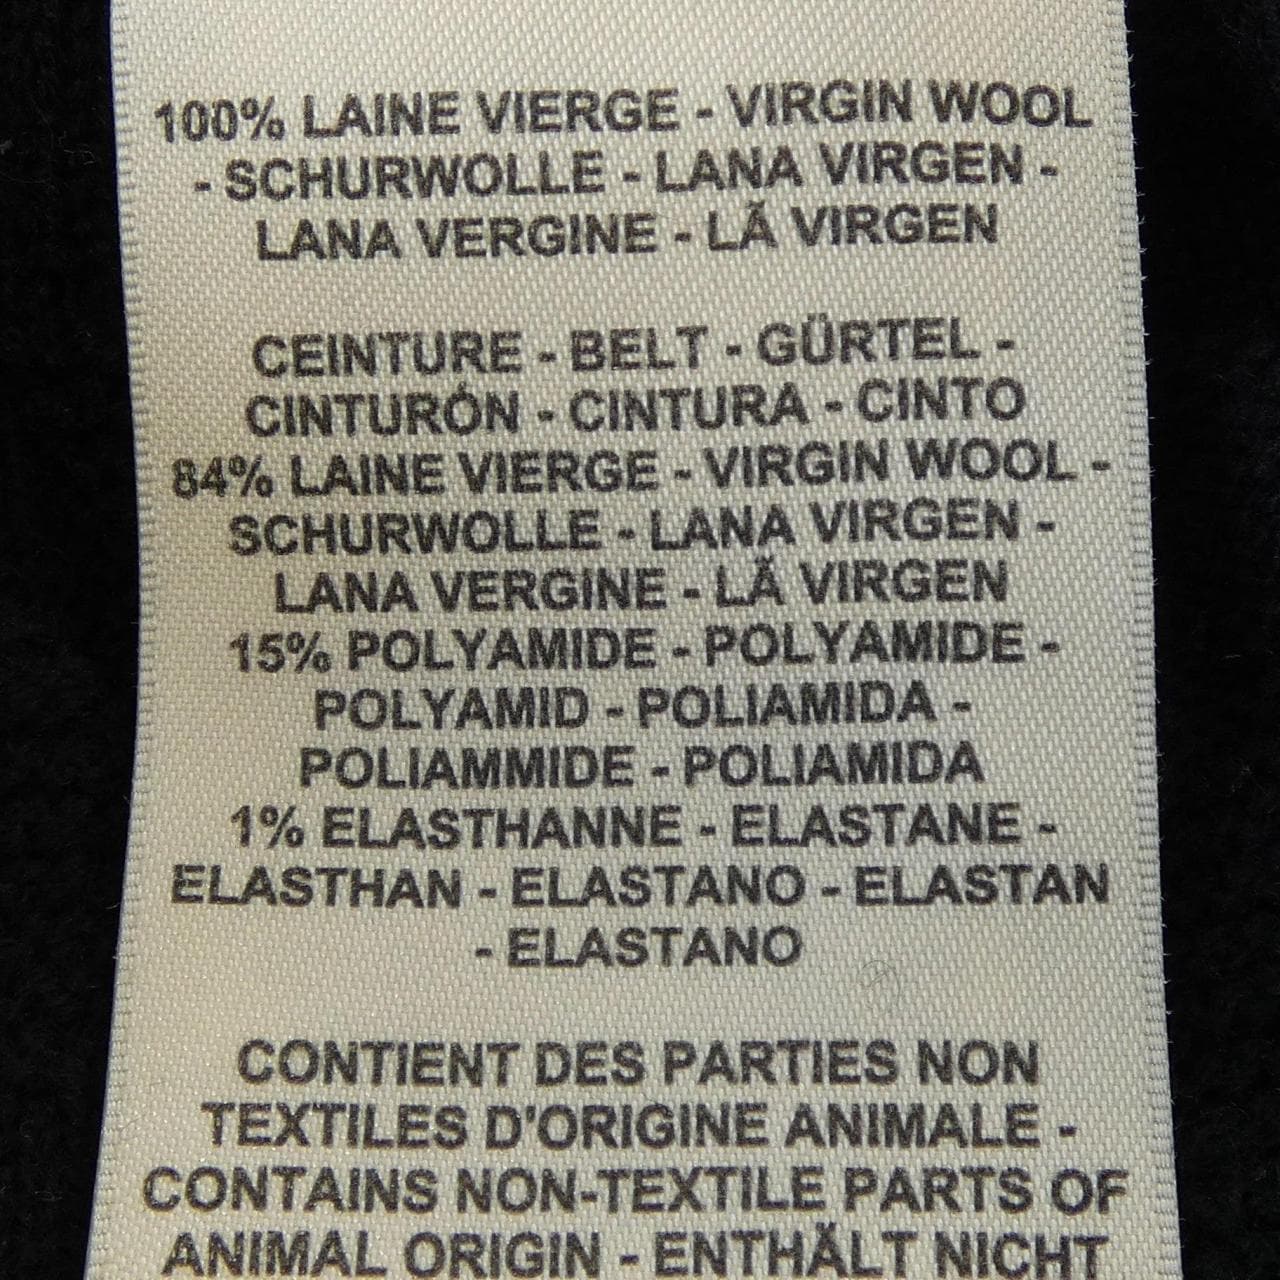 100% LAINE VIERGE - VIRGIN WOOL
- SCHURWOLLE - LANA VIRGEN -
LANA VERGINE - LÃ VIRGEN
CEINTURE - BELT - GÜRTEL -
CINTURÓN - CINTURA - CINTO
84% LAINE VIERGE - VIRGIN WOOL -
SCHURWOLLE - LANA VIRGEN -
LANA VERGINE - LÃ VIRGEN
15% POLYAMIDE - POLYAMIDE -
POLYAMID - POLIAMIDA -
POLIAMMIDE - POLIAMIDA
1% ELASTHANNE - ELASTANE -
ELASTHAN - ELASTANO - ELASTAN
- ELASTANO
CONTIENT DES PARTIES NON
TEXTILES D'ORIGINE ANIMALE -
CONTAINS NON-TEXTILE PARTS OF
ANIMAL ORIGIN - ENTHÄLT NICHT